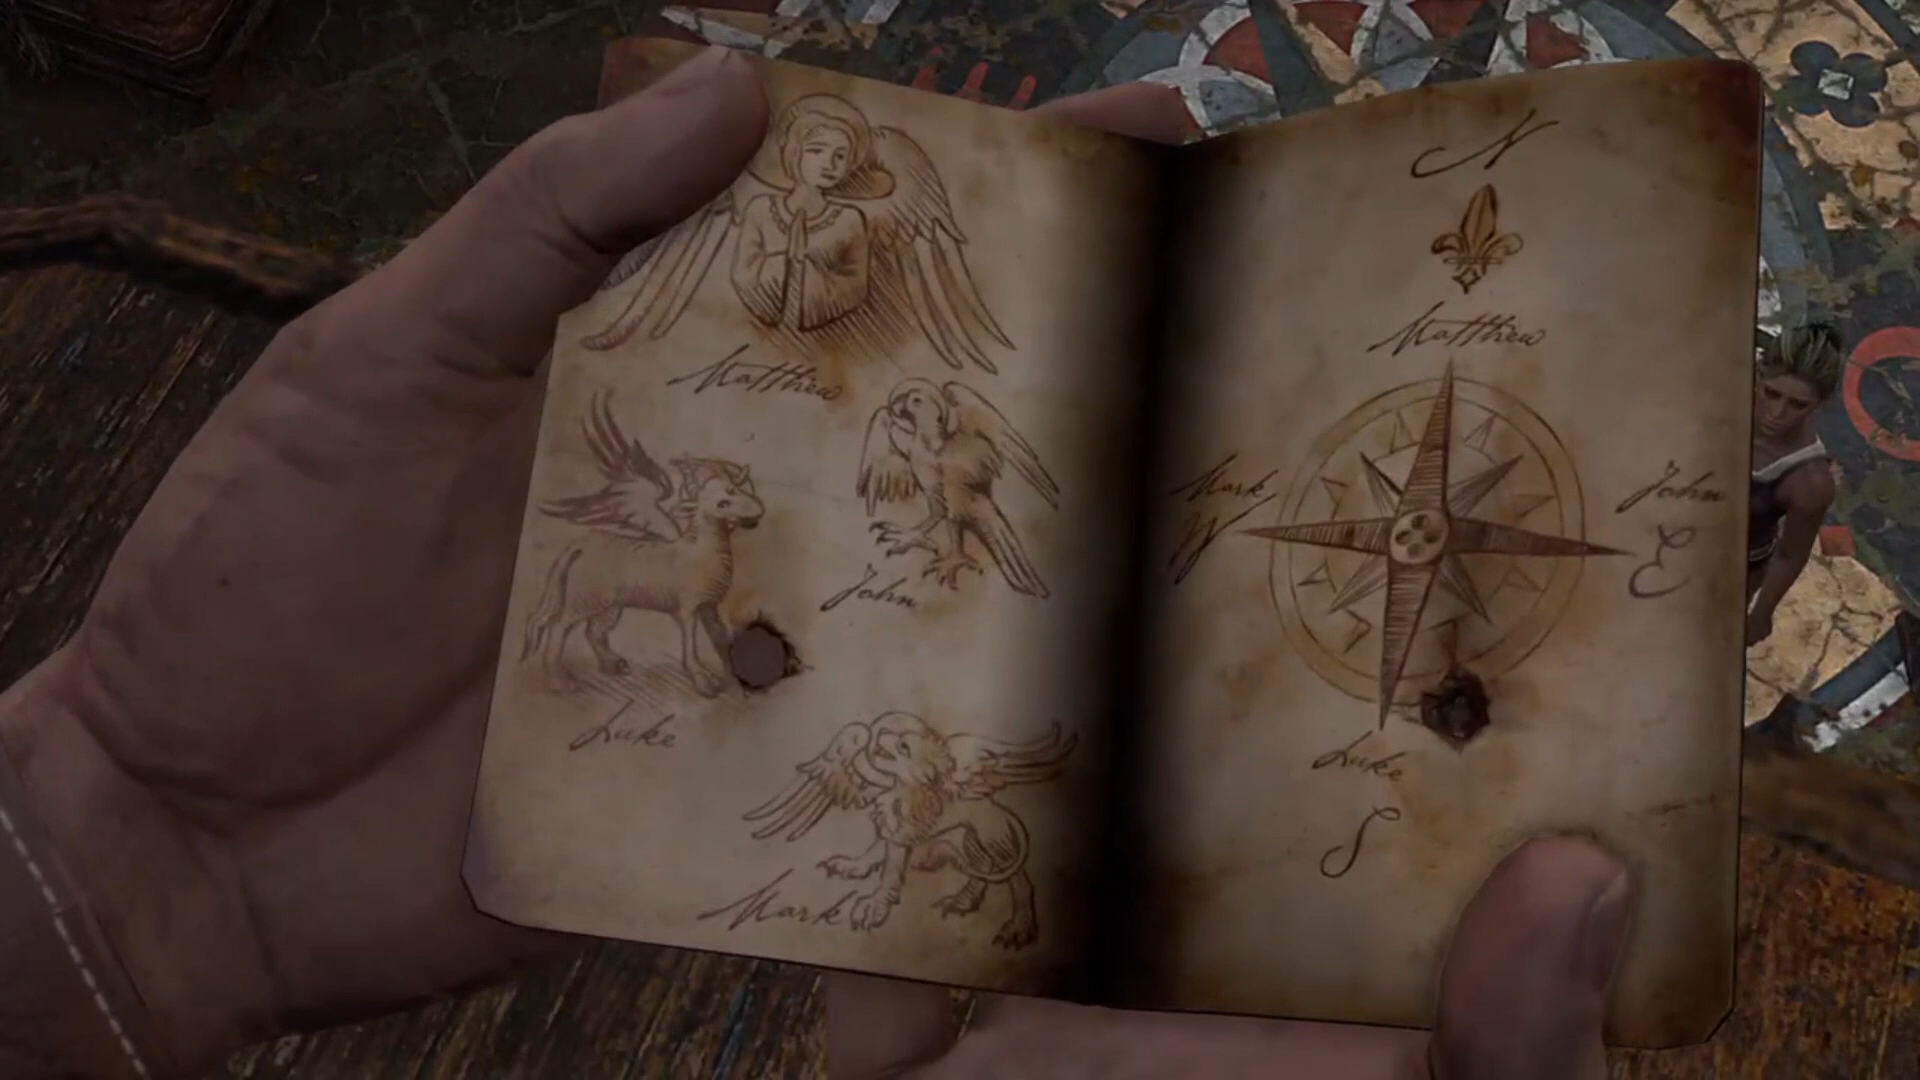 Matthew
John
Luke
Mark
N
Matthew
Mark
W
John
E
Luke
S